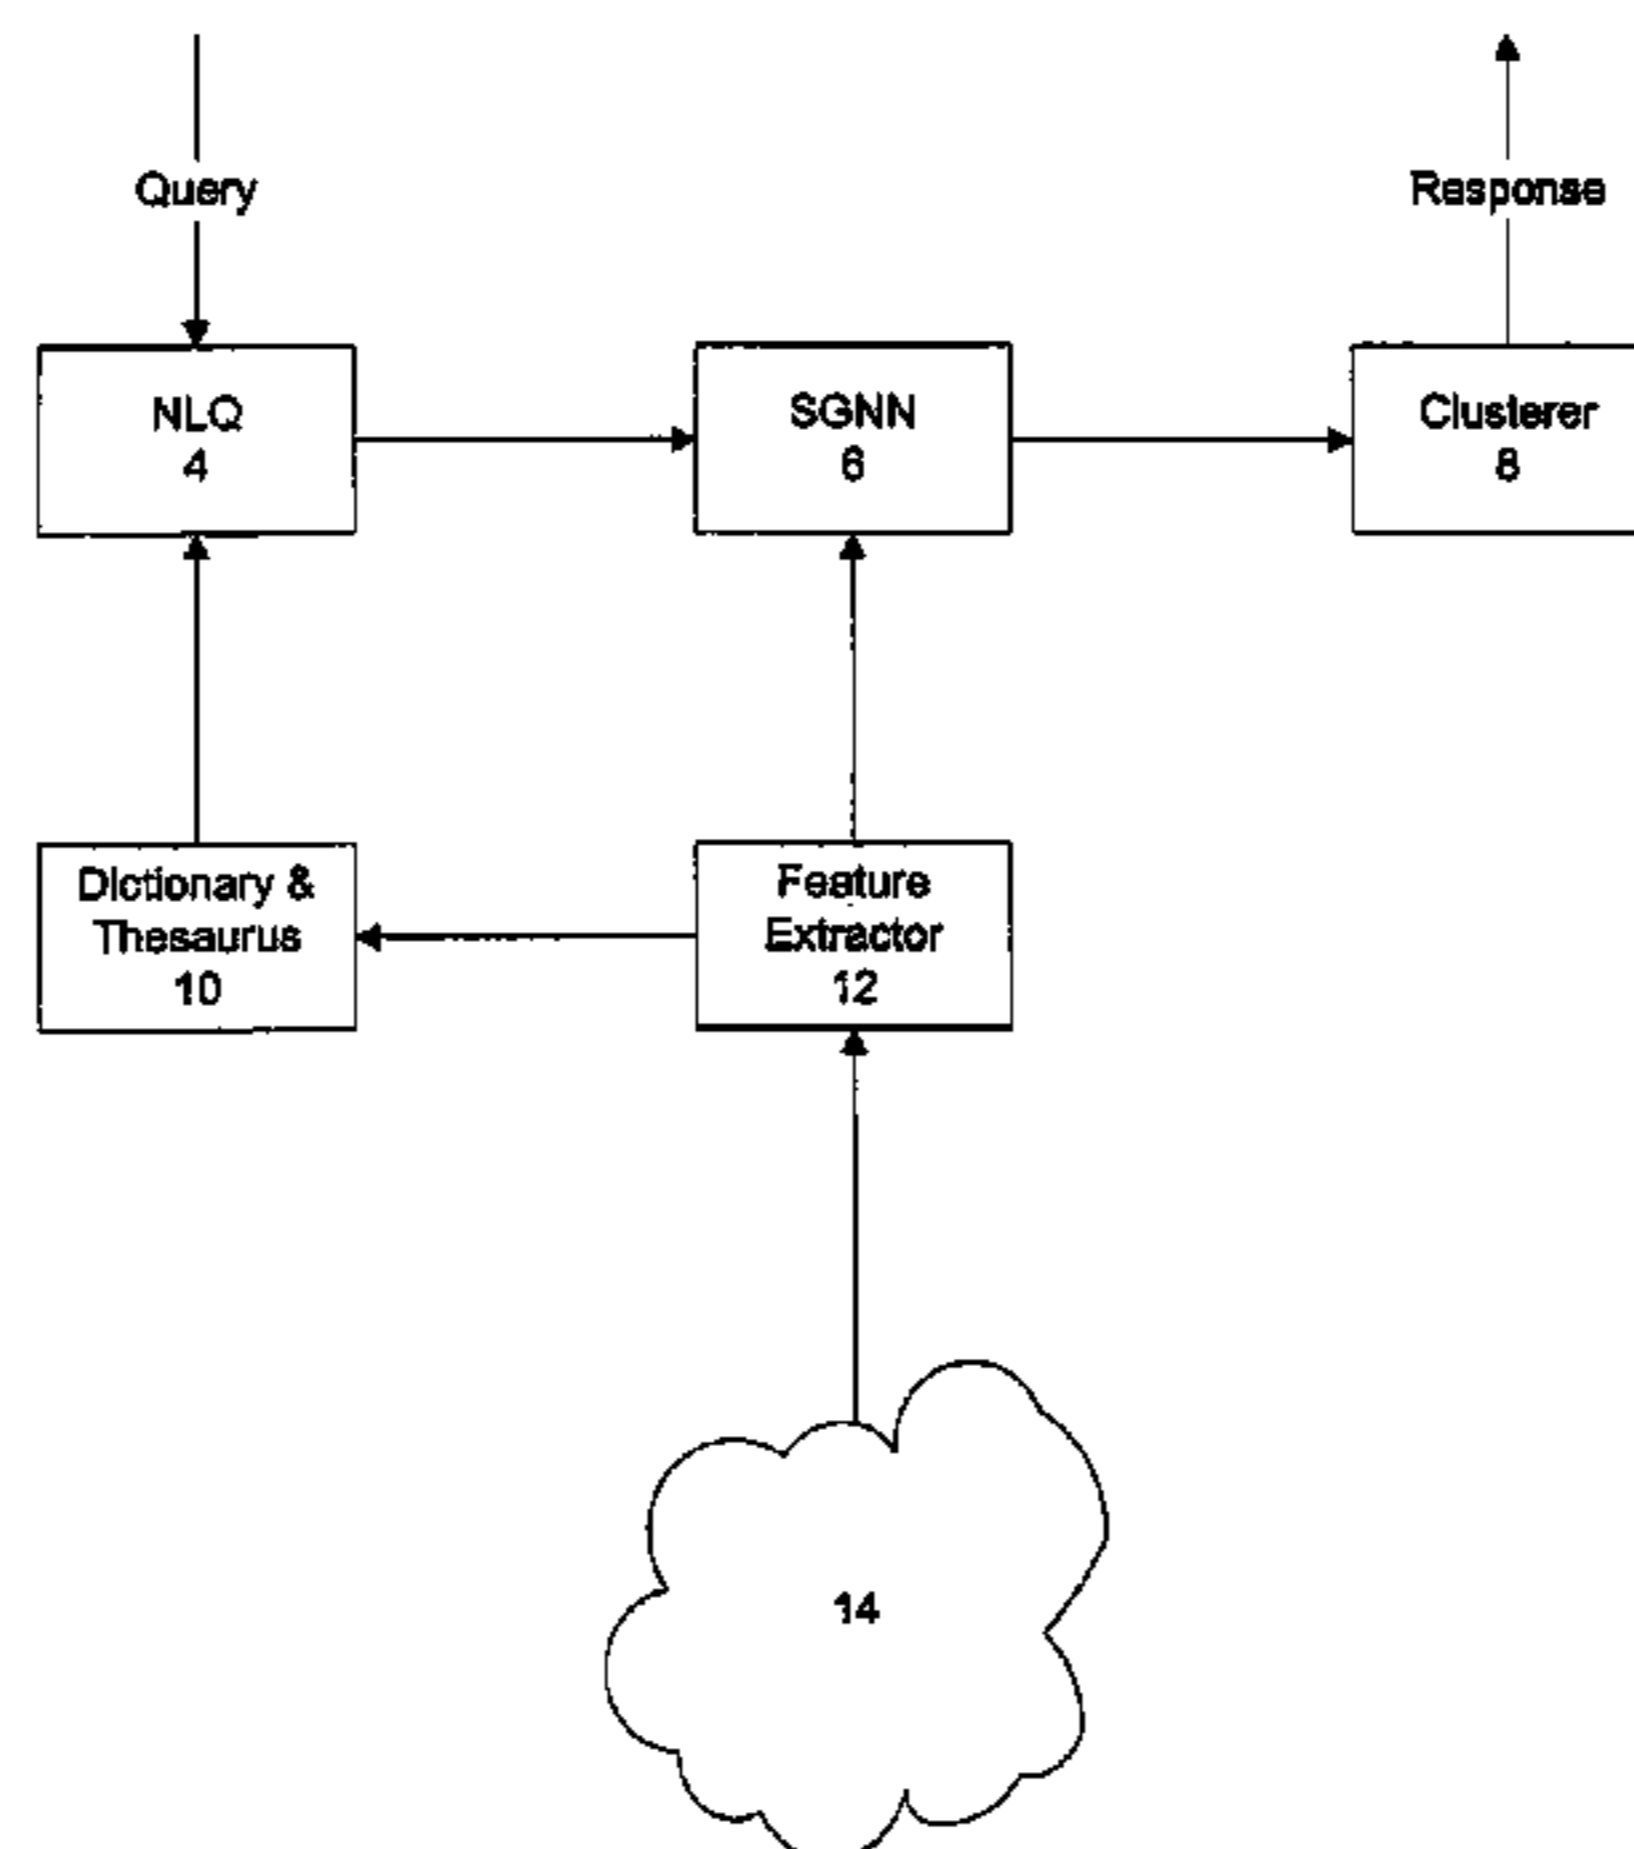 Query
Response
NLQ
4
SGNN
6
Clusterer
8
Dictionary &
Thesaurus
10
Feature
Extractor
12
14